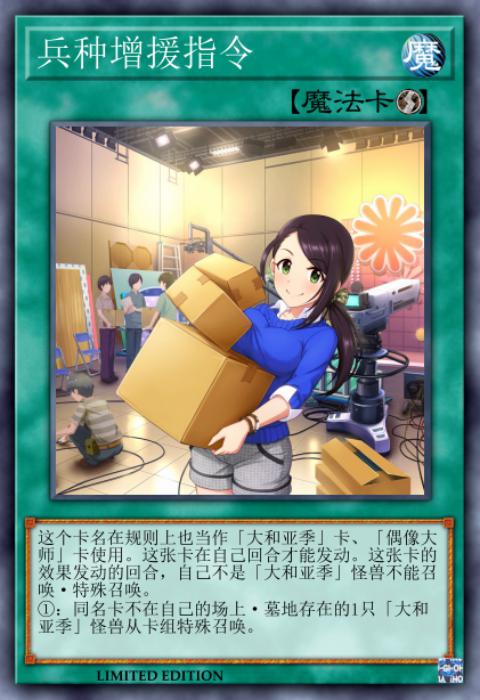 兵种增援指令
魔
【魔法卡】
这个卡名在规则上也当作「大和亚季」卡、「偶像大
师」卡使用。这张卡在自己回合才能发动。这张卡的
效果发动的回合，自己不是「大和亚季」怪兽不能召
唤·特殊召唤。
①：同名卡不在自己的场上·墓地存在的1只「大和
亚季」怪兽从卡组特殊召唤。
LIMITED EDITION